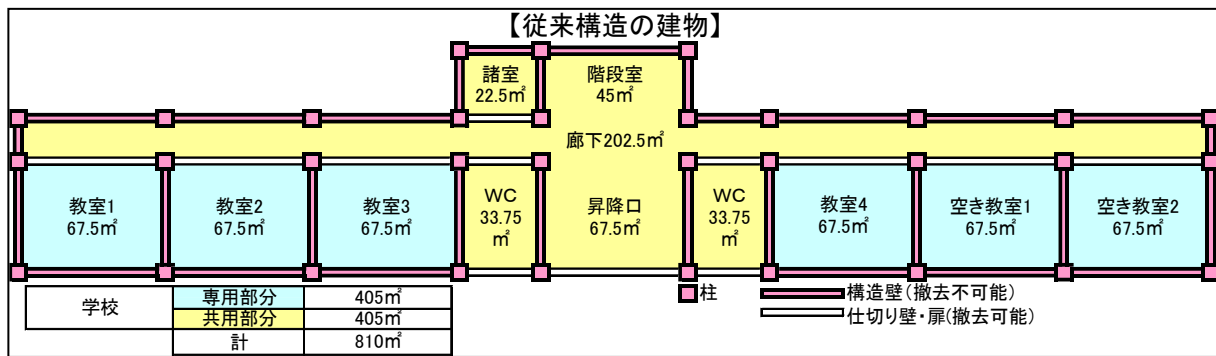 【従来構造の建物】
諸室
22.5㎡
階段室
45㎡
廊下202.5㎡
教室1
67.5㎡
教室2
67.5㎡
教室3
67.5㎡
WC
33.75
㎡
昇降口
67.5㎡
WC
33.75
㎡
教室4
67.5㎡
空き教室1
67.5㎡
空き教室2
67.5㎡
学校
専用部分 405㎡
共用部分 405㎡
計 810㎡
柱
構造壁(撤去不可能)
仕切り壁・扉(撤去可能)